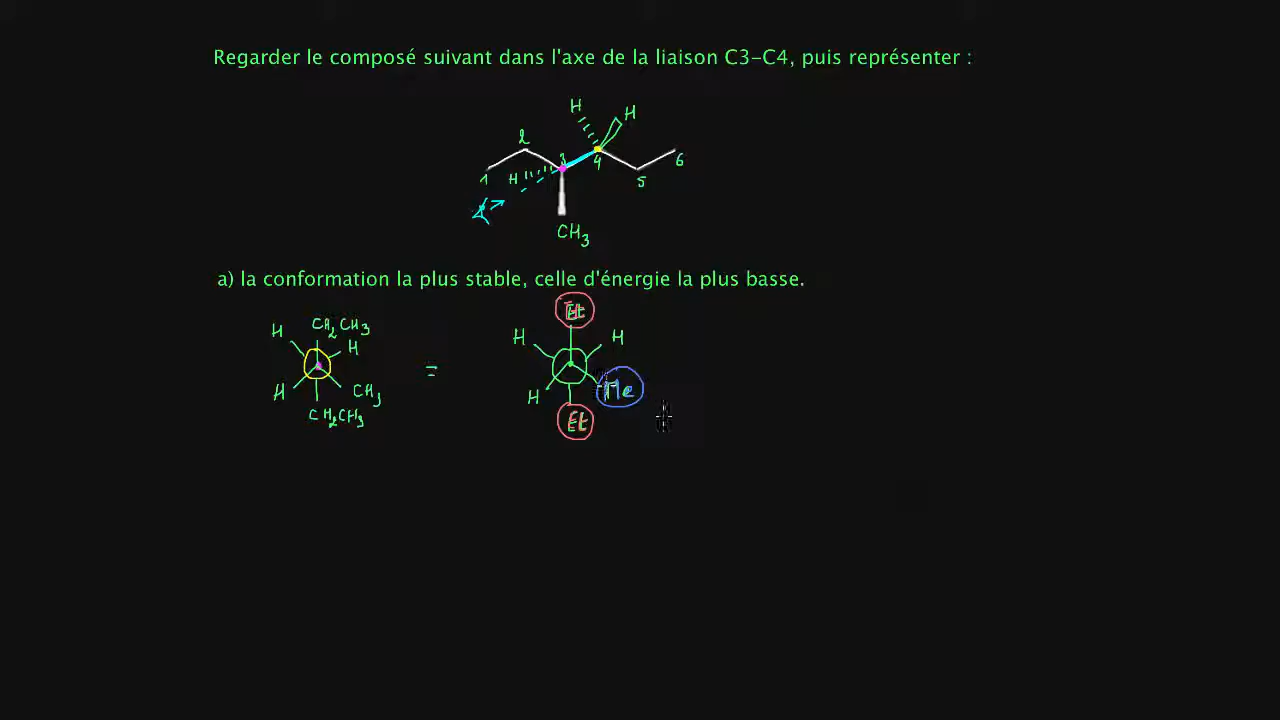 Regarder le composé suivant dans l'axe de la liaison C3-C4, puis représenter :
H H
2 3 4 6
1 H 5
CH3
a) la conformation la plus stable, celle d'énergie la plus basse.
H CH2CH3 H
H CH3
CH2CH3
=
Et
H H
H Me
Et